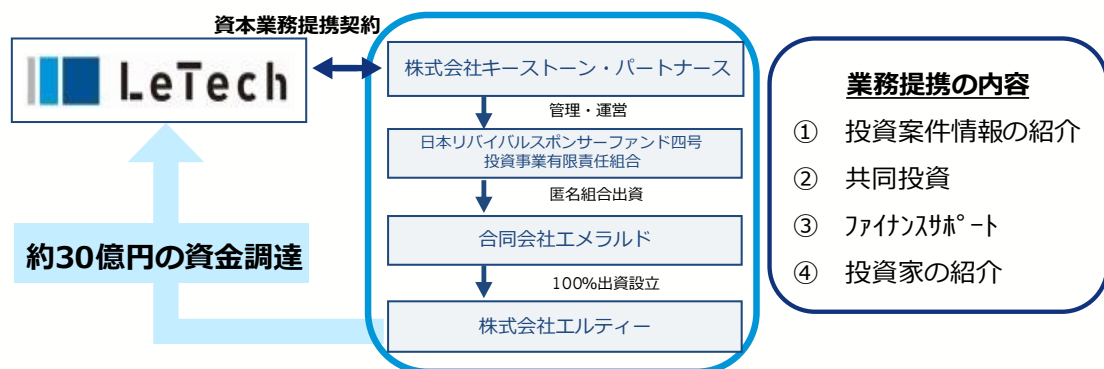 資本業務提携契約
LeTech
株式会社キーストーン・パートナース
管理・運営
日本リバイバルスポンサーファンド四号
投資事業有限責任組合
匿名組合出資
合同会社エメラルド
100%出資設立
株式会社エルティー
約30億円の資金調達
業務提携の内容
① 投資案件情報の紹介
② 共同投資
③ ﾌｧｲﾅﾝｽｻﾎﾟｰﾄ
④ 投資家の紹介